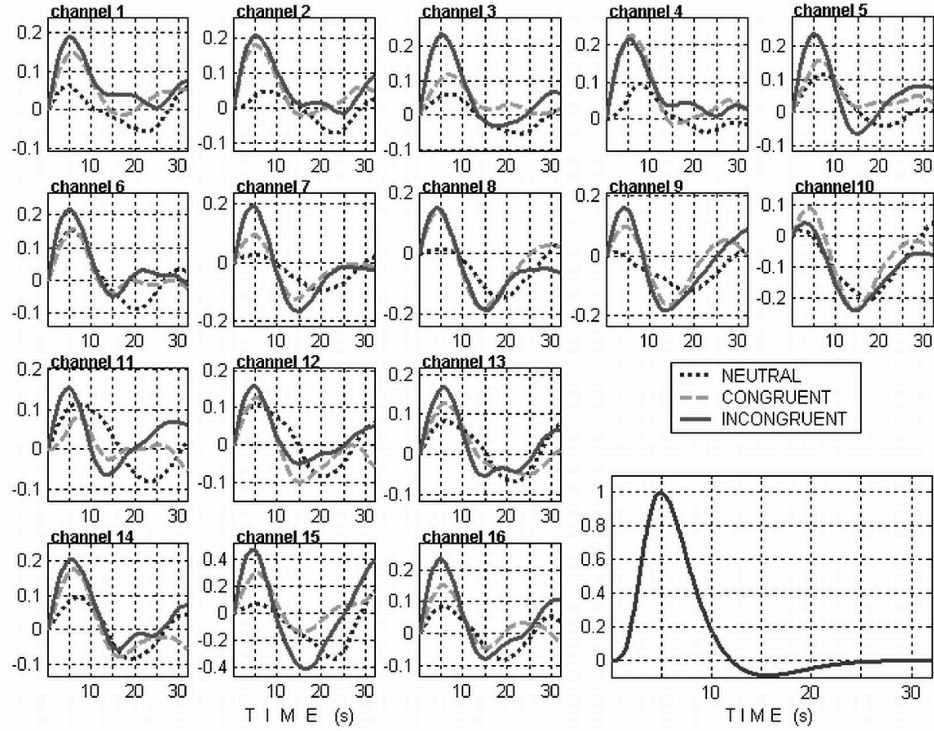 channel 1 channel 2 channel 3 channel 4 channel 5
0.2 0.2 0.2 0.2 0.2
0.1 0.1 0.1 0.1 0.1
0 0 0 0 0
-0.1 -0.1 -0.1 -0.1
10 20 30 10 20 30 10 20 30 10 20 30 10 20 30
channel 6 channel 7 channel 8 channel 9 channel10
0.2 0.2 0.2 0.2 0.1
0.1 0 0 0 0
0 -0.2 -0.2 -0.2 -0.1
-0.1 -0.2
10 20 30 10 20 30 10 20 30 10 20 30 10 20 30
channel 11 channel 12 channel 13
0.2 0.2 0.2
0.1 0.1 0.1
0 0 0
-0.1 -0.1 -0.1
10 20 30 10 20 30 10 20 30
NEUTRAL
CONGRUENT
INCONGRUENT
channel 14 channel 15 channel 16
0.2 0.4 0.2
0.1 0.2 0.1
0 0 0
-0.1 -0.2 -0.1
-0.4
10 20 30 10 20 30 10 20 30
TIME (s)
1
0.8
0.6
0.4
0.2
0
10 20 30
TIME (s)